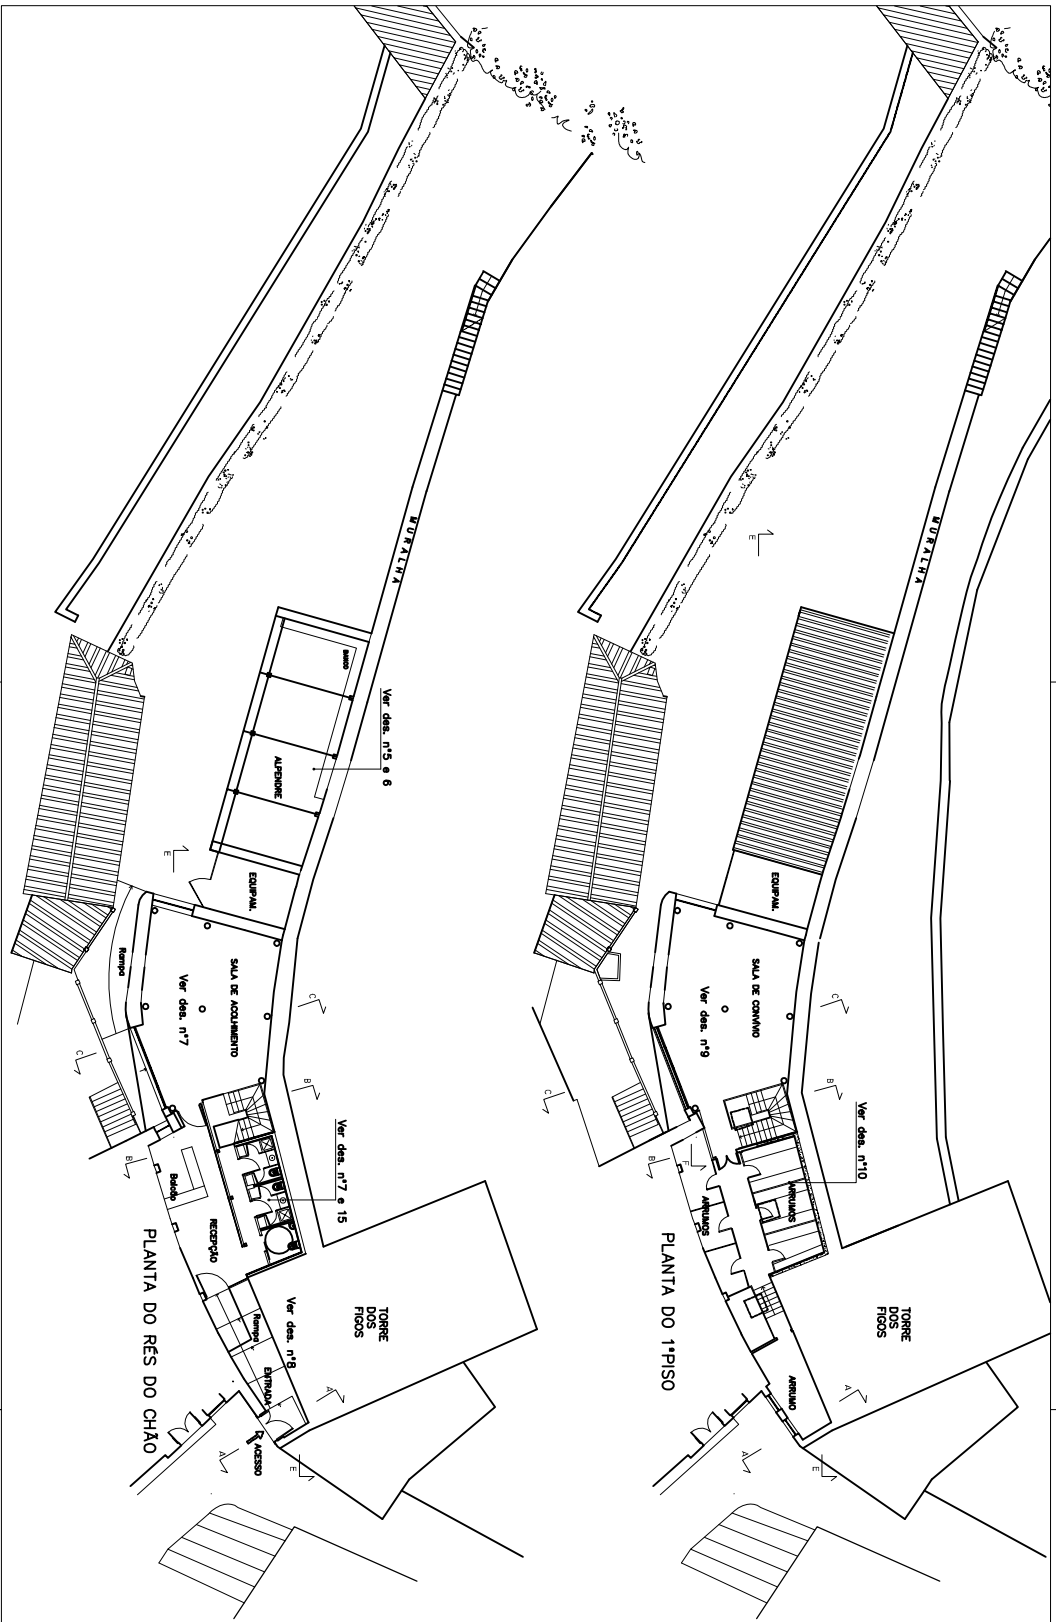 MURALHA
Ver des. nº5 e 6
BANCO
ALPENDRE
EQUIPAM.
E
Rampa
SALA DE ACOLHIMENTO
Ver des. nº7
C
C
B
B
Ver des. nº7 e 15
Balcão
RECEPÇÃO
Rampa
Ver des. nº8
ENTRADA
TORRE
DOS
FIGOS
A
A
ACESSO
E
PLANTA DO RÉS DO CHÃO
MURALHA
E
EQUIPAM.
SALA DE CONVÍVIO
Ver des. nº9
C
C
B
B
F
Ver des. nº10
ARRUMOS
ARRUMOS
TORRE
DOS
FIGOS
ARRUMO
A
A
E
PLANTA DO 1ºPISO